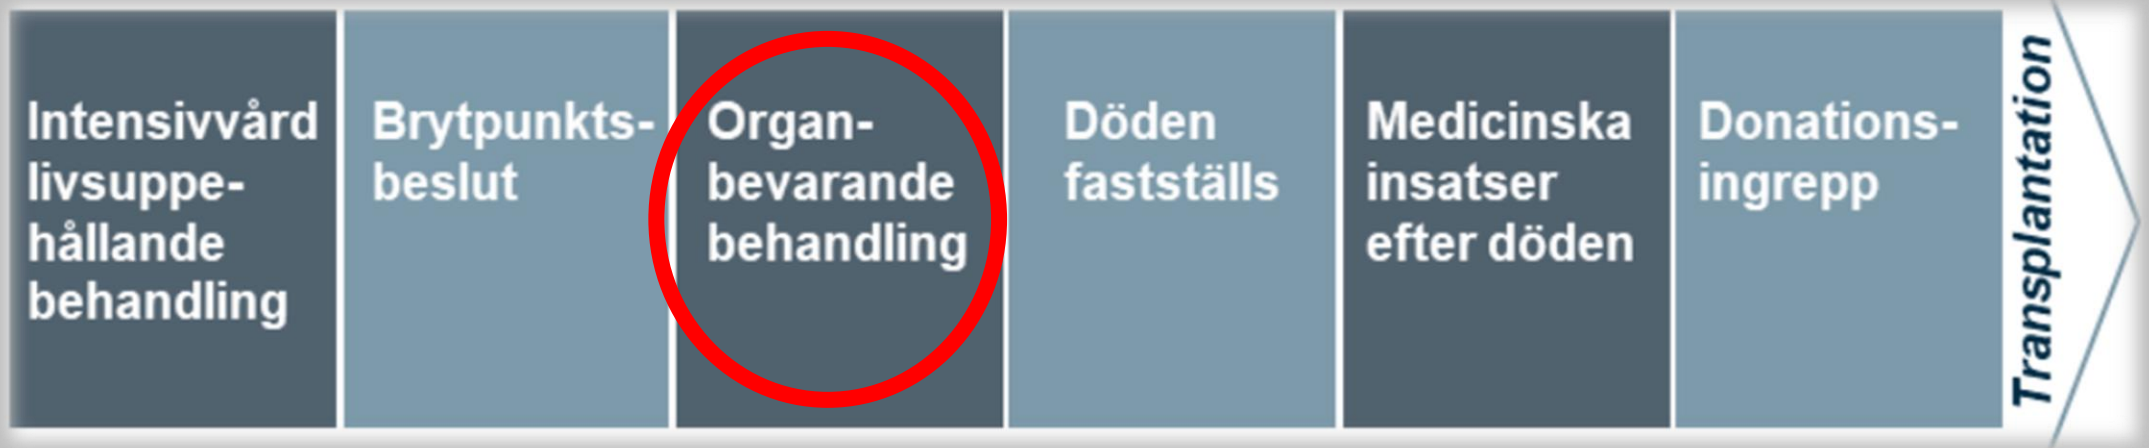 Intensivvård
livsuppe-
hållande
behandling
Brytpunkts-
beslut
Organ-
bevarande
behandling
Döden
fastställs
Medicinska
insatser
efter döden
Donations-
ingrepp
Transplantation